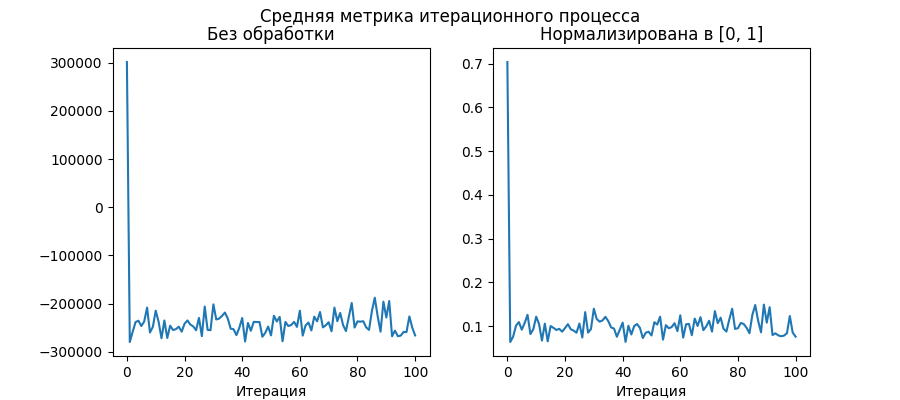 Средняя метрика итерационного процесса
Без обработки
300000
200000
100000
0
−100000
−200000
−300000
0 20 40 60 80 100
Итерация
Нормализирована в [0, 1]
0.7
0.6
0.5
0.4
0.3
0.2
0.1
0 20 40 60 80 100
Итерация